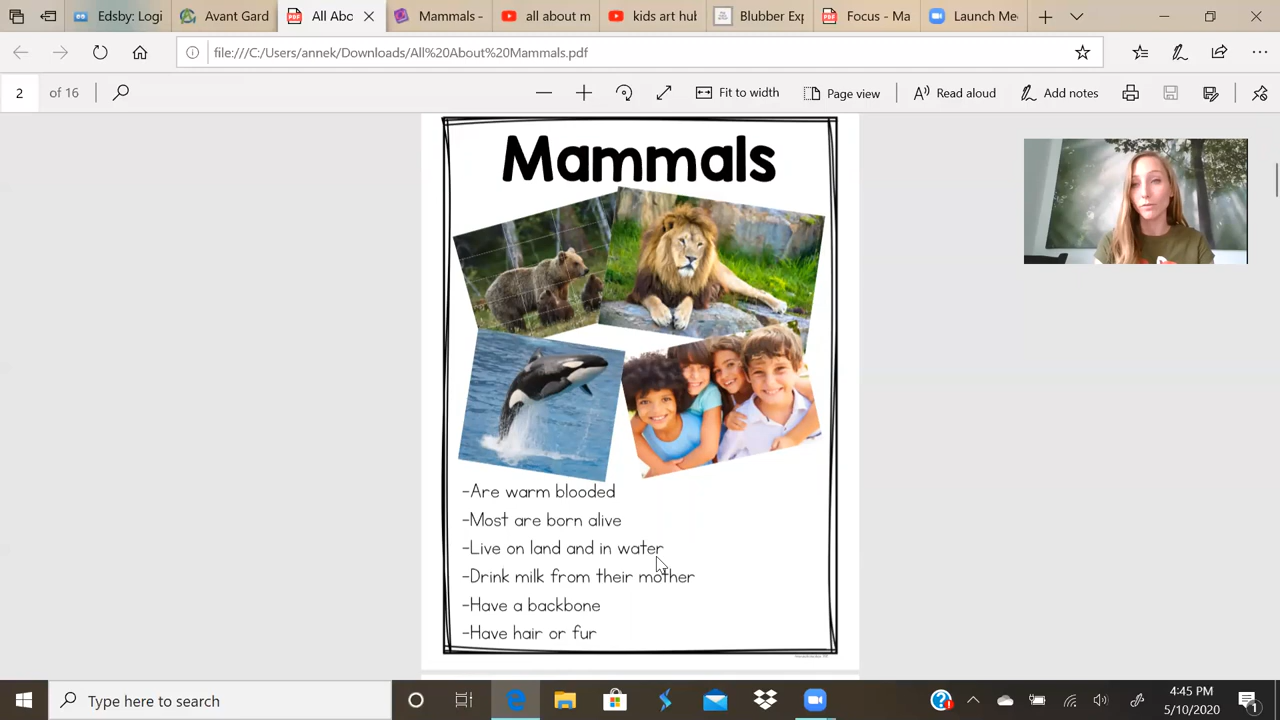 Edsby: Logi
Avant Gard
All Abo
Mammals -
all about m
kids art hub
Blubber Exp
Focus - Ma
Launch Me
file:///C:/Users/annek/Downloads/All%20About%20Mammals.pdf
2 of 16
Fit to width
Page view
Read aloud
Add notes
Mammals
-Are warm blooded
-Most are born alive
-Live on land and in water
-Drink milk from their mother
-Have a backbone
-Have hair or fur
Type here to search
4:45 PM
5/10/2020